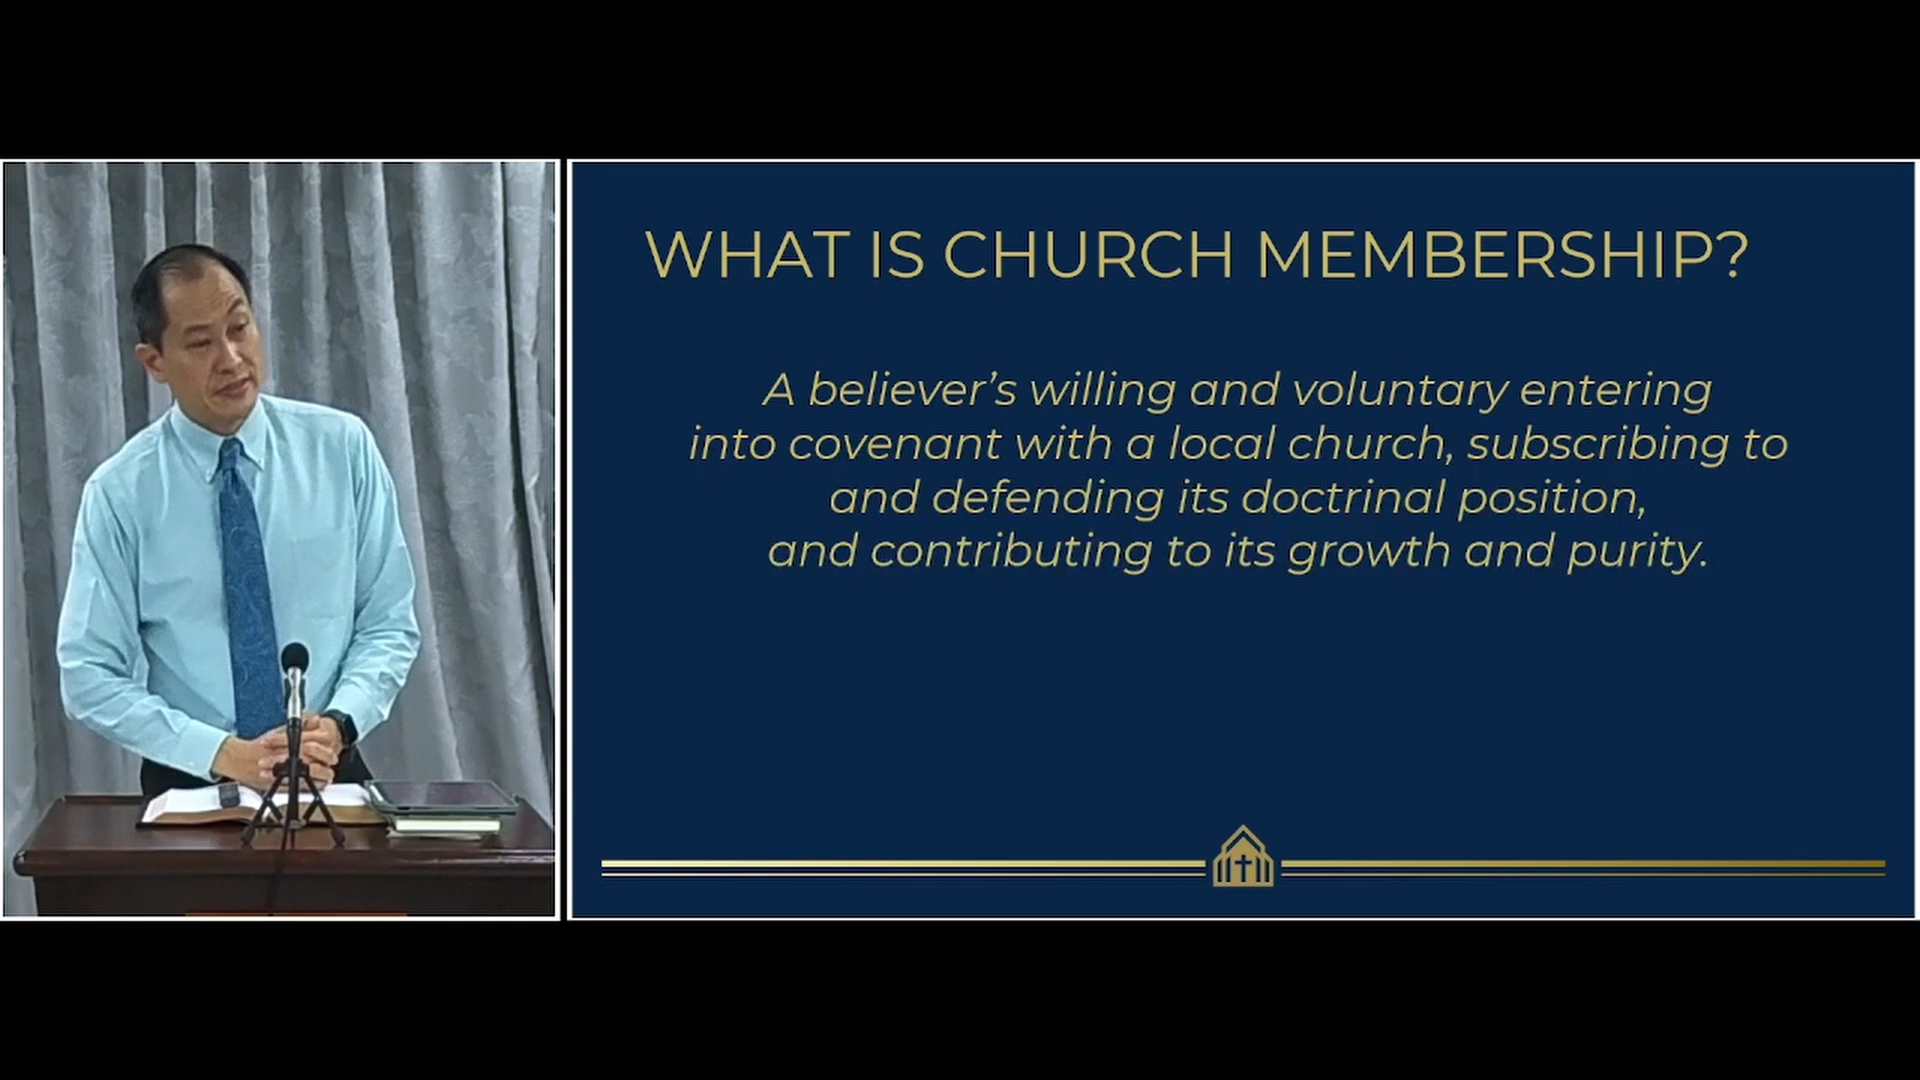 WHAT IS CHURCH MEMBERSHIP?
A believer’s willing and voluntary entering
into covenant with a local church, subscribing to
and defending its doctrinal position,
and contributing to its growth and purity.